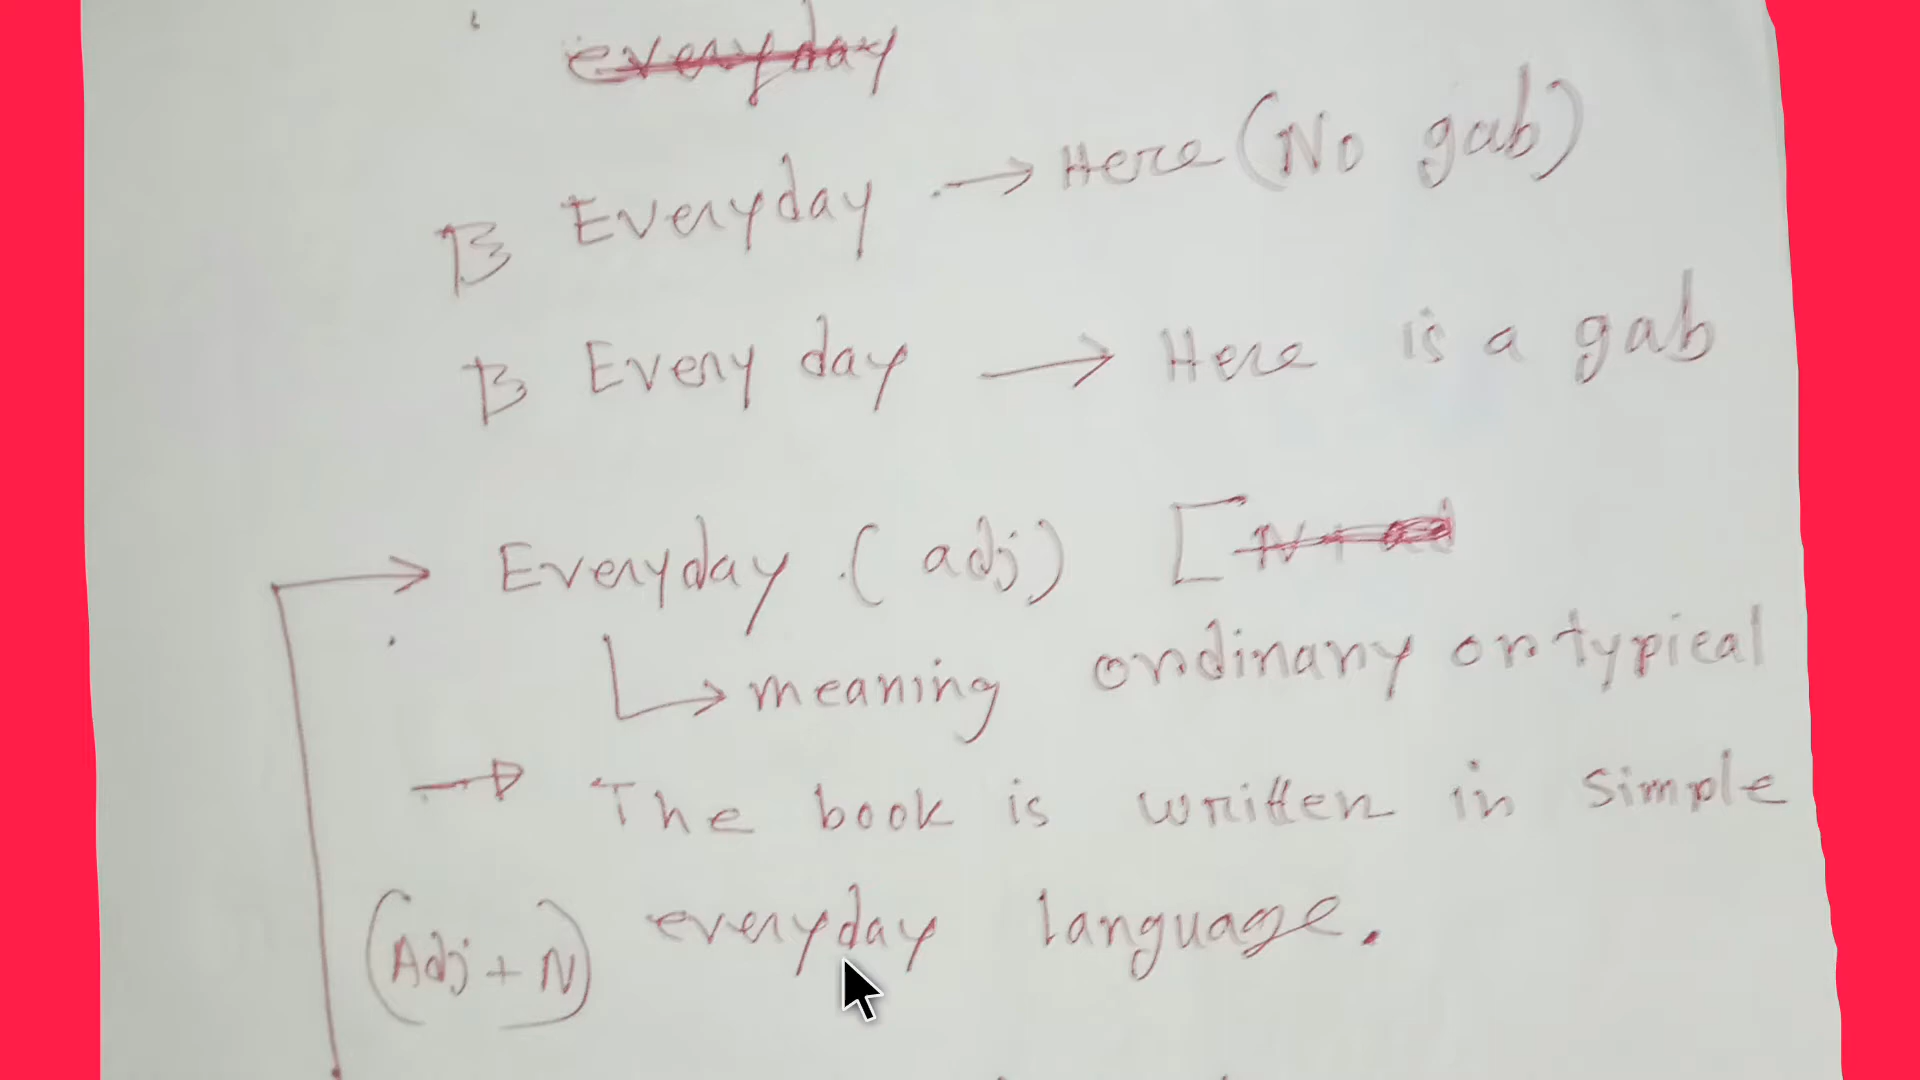 everyday
Everyday → Here (No gab)
Every day → Here is a gab
→ Everyday (adj) [
↳ meaning ordinary or typical
→ The book is written in simple
(Adj + N) everyday language.